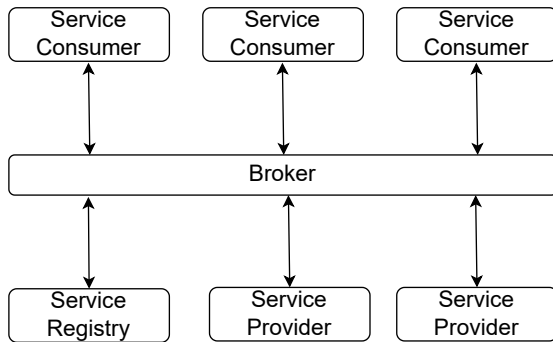 Service Service Service
Consumer Consumer Consumer
Broker
Service Service Service
Registry Provider Provider